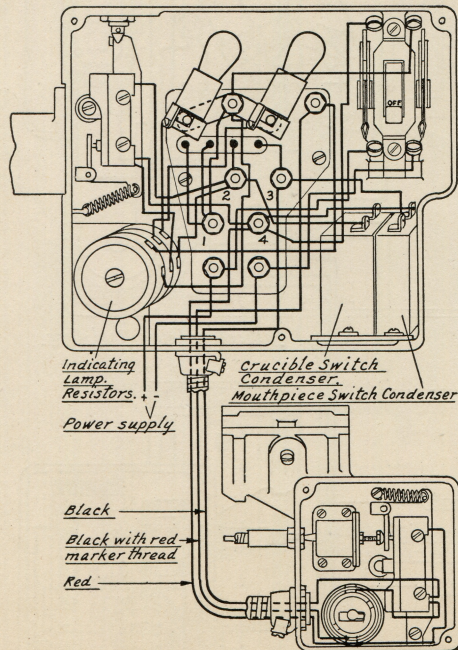 OFF
2
3
1
4
Indicating
Lamp.
Resistors.
+ -
Power supply
Crucible Switch
Condenser.
Mouthpiece Switch Condenser
Black
Black with red
marker thread
Red